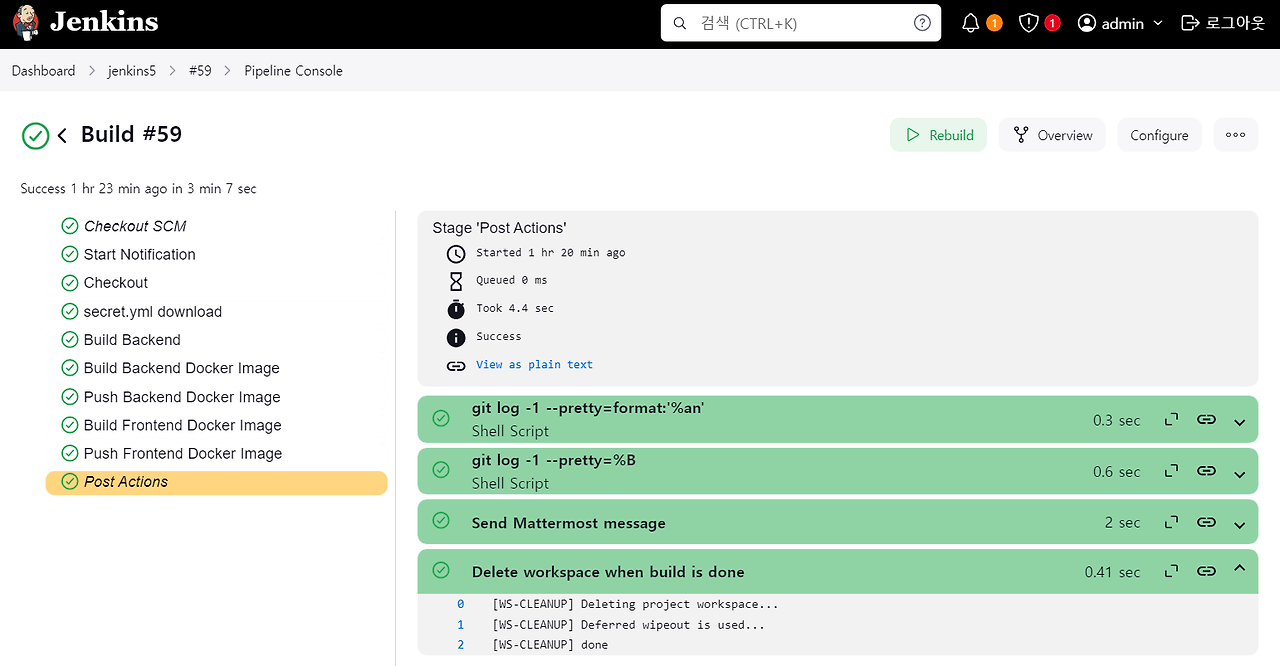 Jenkins
검색 (CTRL+K)
1
1
admin
로그아웃
Dashboard > jenkins5 > #59 > Pipeline Console
Build #59
Rebuild
Overview
Configure
Success 1 hr 23 min ago in 3 min 7 sec
Checkout SCM
Start Notification
Checkout
secret.yml download
Build Backend
Build Backend Docker Image
Push Backend Docker Image
Build Frontend Docker Image
Push Frontend Docker Image
Post Actions
Stage 'Post Actions'
Started 1 hr 20 min ago
Queued 0 ms
Took 4.4 sec
Success
View as plain text
git log -1 --pretty=format:'%an'
Shell Script
0.3 sec
git log -1 --pretty=%B
Shell Script
0.6 sec
Send Mattermost message
2 sec
Delete workspace when build is done
0.41 sec
0 [WS-CLEANUP] Deleting project workspace...
1 [WS-CLEANUP] Deferred wipeout is used...
2 [WS-CLEANUP] done